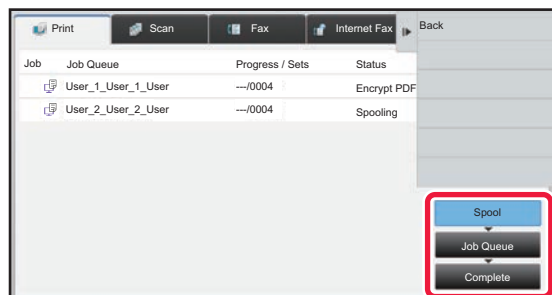 Print Scan Fax Internet Fax Back
Job Job Queue Progress / Sets Status
User_1_User_1_User ---/0004 Encrypt PDF
User_2_User_2_User ---/0004 Spooling
Spool
Job Queue
Complete